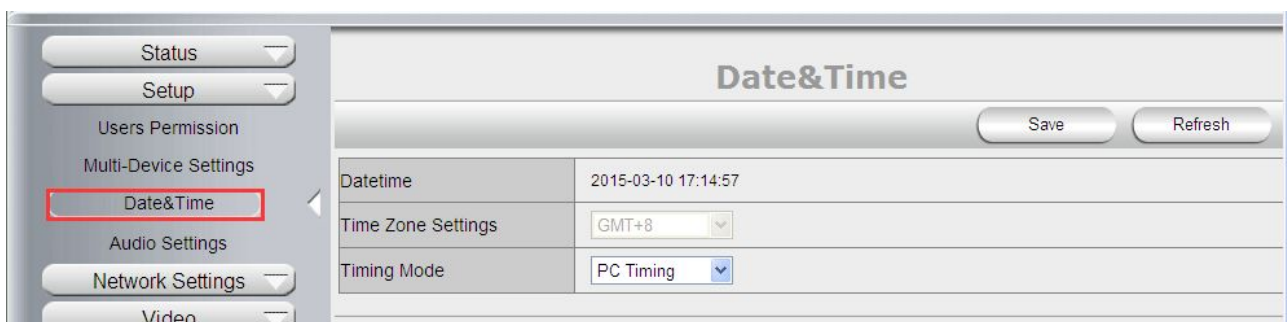 Status
Setup
Users Permission
Multi-Device Settings
Date&Time
Audio Settings
Network Settings
Video
Date&Time
Save Refresh
Datetime 2015-03-10 17:14:57
Time Zone Settings GMT+8
Timing Mode PC Timing